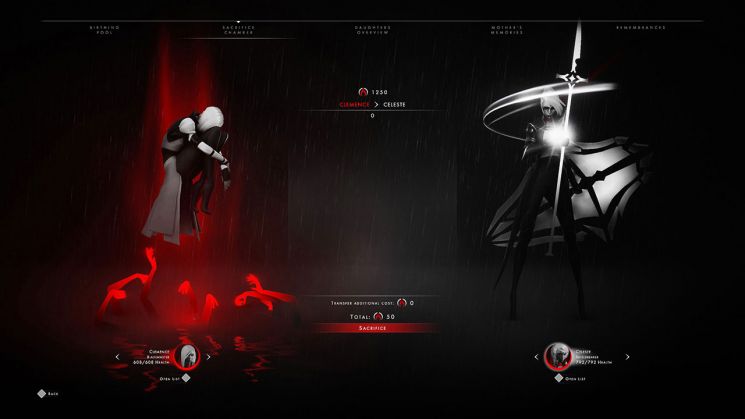 BIRTHING
POOL
SACRIFICE
CHAMBER
DAUGHTERS
OVERVIEW
MOTHER'S
MEMORIES
REMEMBRANCES
1250
CLEMENCE > CELESTE
0
TRANSFER ADDITIONAL COST: 0
TOTAL: 50
SACRIFICE
CLEMENCE
BLADEMASTER
608/608 HEALTH
OPEN LIST
CELESTE
792/792 HEALTH
OPEN LIST
BACK